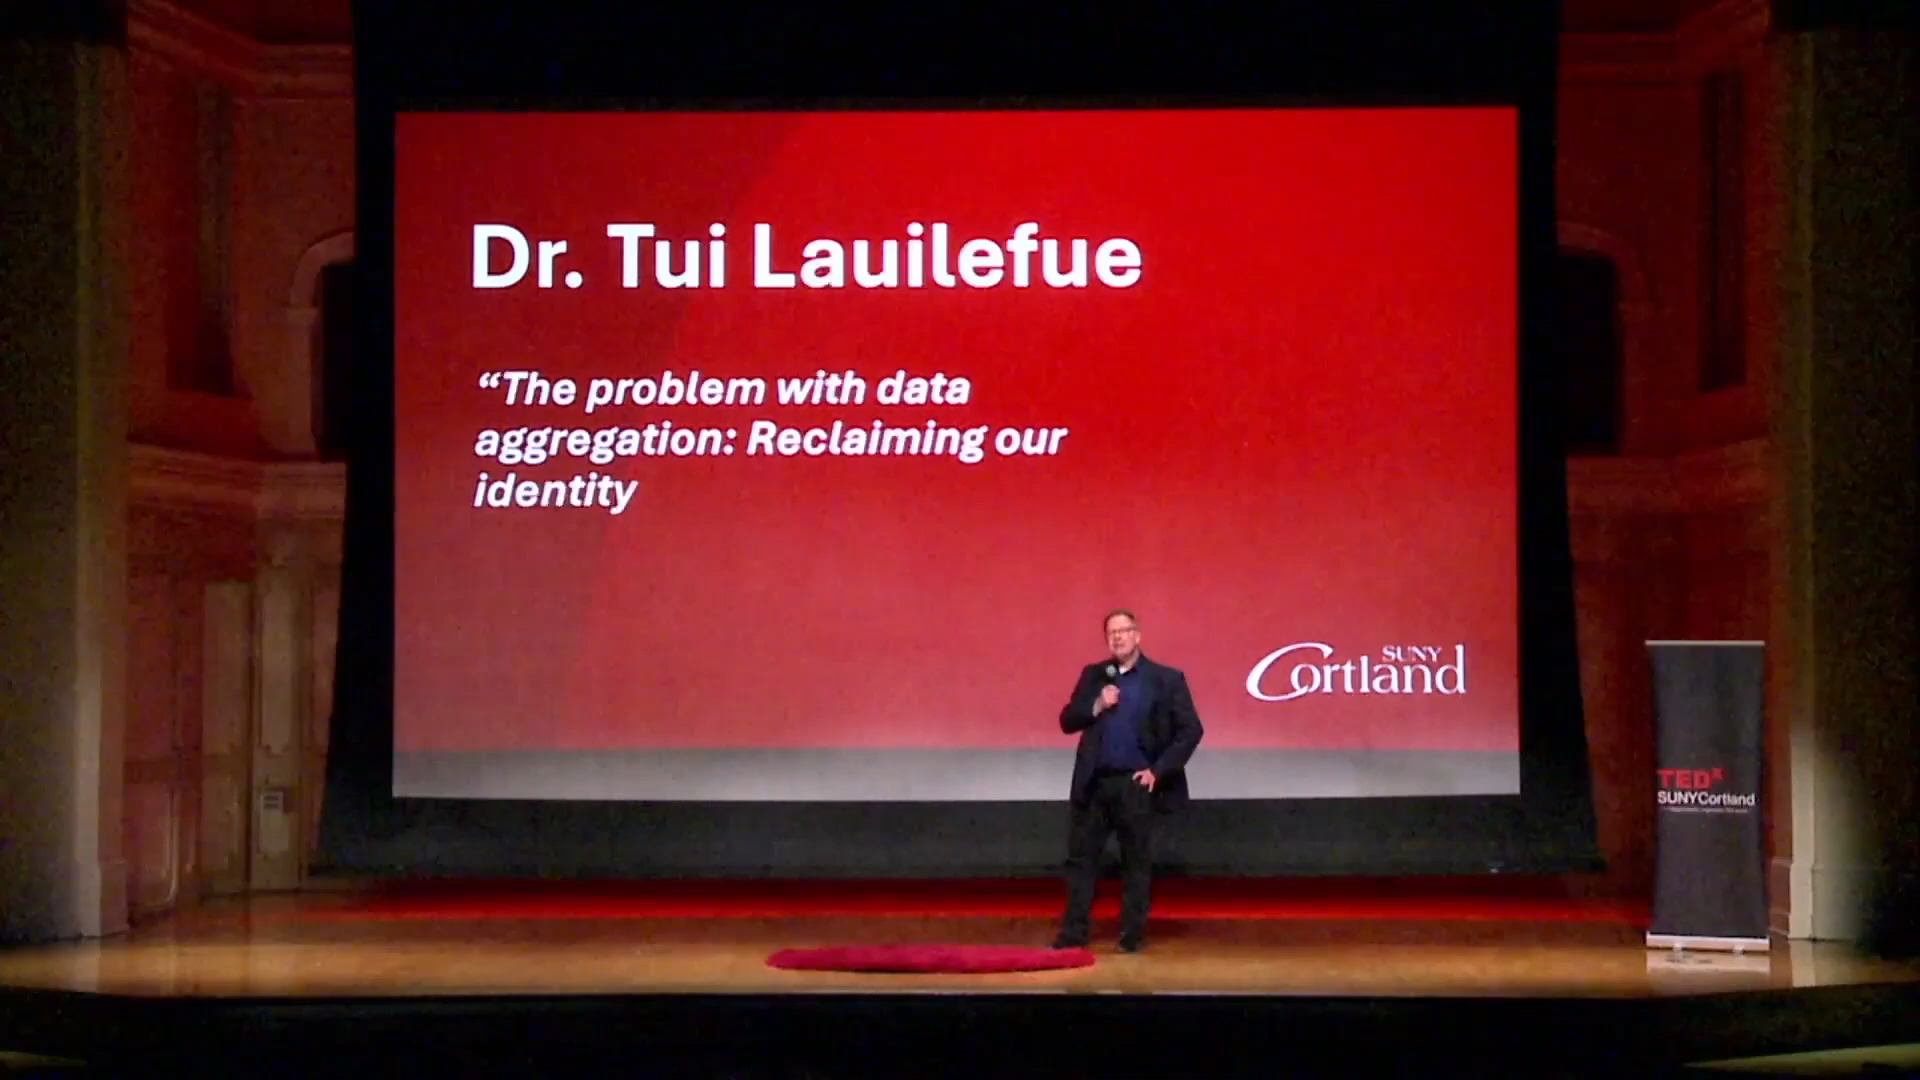 Dr. Tui Lauilefue
“The problem with data
aggregation: Reclaiming our
identity
SUNY
Cortland
TEDx
SUNYCortland